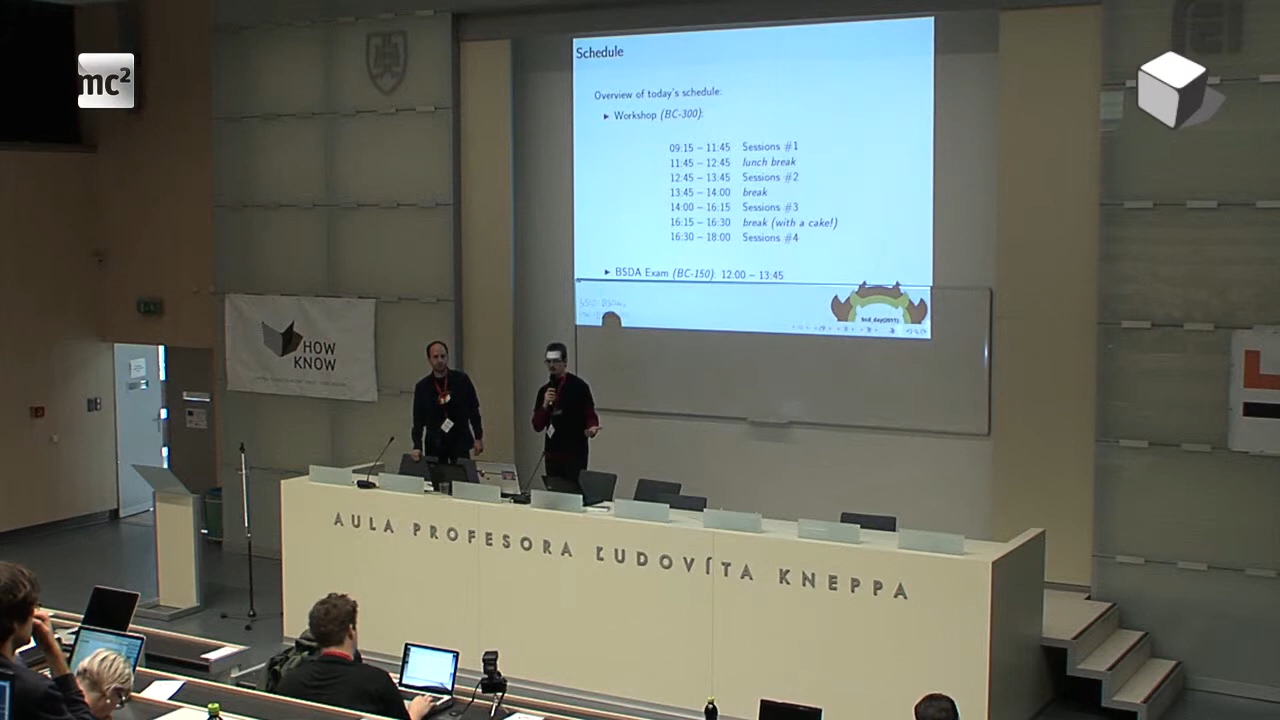 mc²
Schedule
Overview of today's schedule:
▶ Workshop (BC-300):
09:15 – 11:45 Sessions #1
11:45 – 12:45 lunch break
12:45 – 13:45 Sessions #2
13:45 – 14:00 break
14:00 – 16:15 Sessions #3
16:15 – 16:30 break (with a cake!)
16:30 – 18:00 Sessions #4
▶ BSDA Exam (BC-150): 12:00 – 13:45
bsd_day(2011)
HOW
KNOW
AULA PROFESORA ĽUDOVÍTA KNEPPA